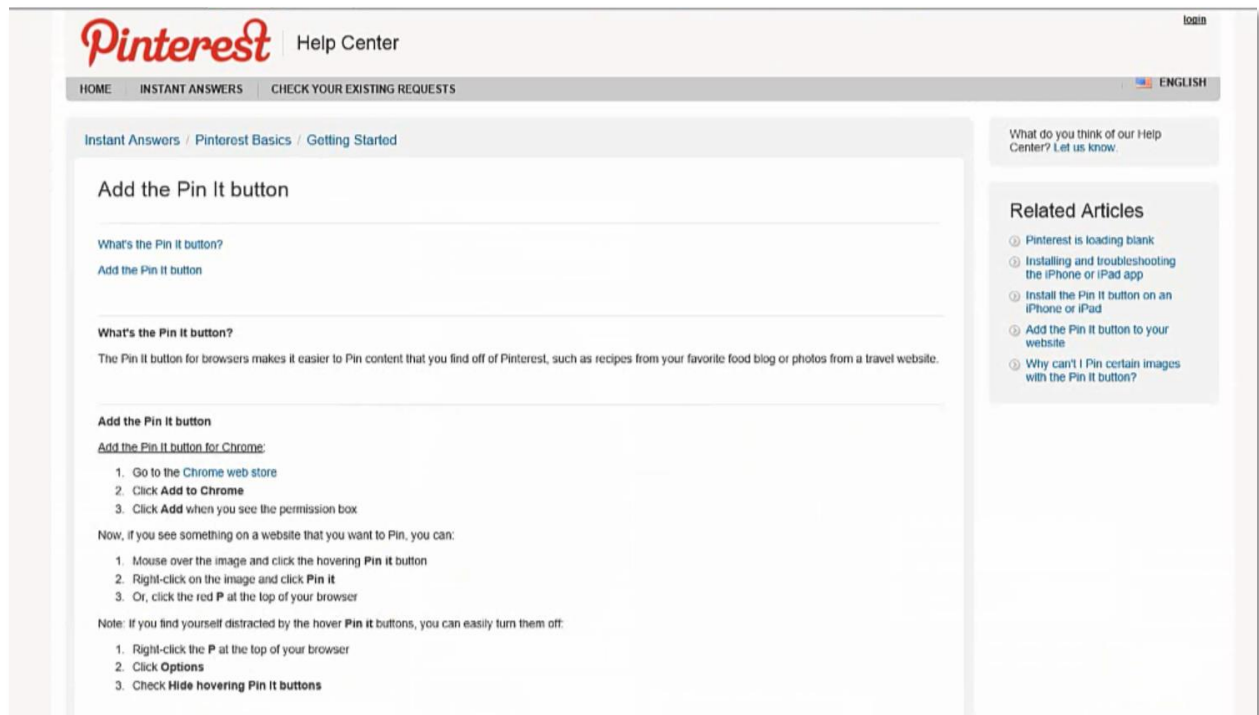 login
Pinterest Help Center
HOME INSTANT ANSWERS CHECK YOUR EXISTING REQUESTS
ENGLISH
Instant Answers / Pinterest Basics / Getting Started
Add the Pin It button
What's the Pin It button?
Add the Pin It button
What's the Pin It button?
The Pin It button for browsers makes it easier to Pin content that you find off of Pinterest, such as recipes from your favorite food blog or photos from a travel website.
Add the Pin It button
Add the Pin It button for Chrome:
1. Go to the Chrome web store
2. Click Add to Chrome
3. Click Add when you see the permission box
Now, if you see something on a website that you want to Pin, you can:
1. Mouse over the image and click the hovering Pin it button
2. Right-click on the image and click Pin it
3. Or, click the red P at the top of your browser
Note: If you find yourself distracted by the hover Pin it buttons, you can easily turn them off:
1. Right-click the P at the top of your browser
2. Click Options
3. Check Hide hovering Pin It buttons
What do you think of our Help
Center? Let us know.
Related Articles
Pinterest is loading blank
Installing and troubleshooting
the iPhone or iPad app
Install the Pin It button on an
iPhone or iPad
Add the Pin It button to your
website
Why can't I Pin certain images
with the Pin It button?